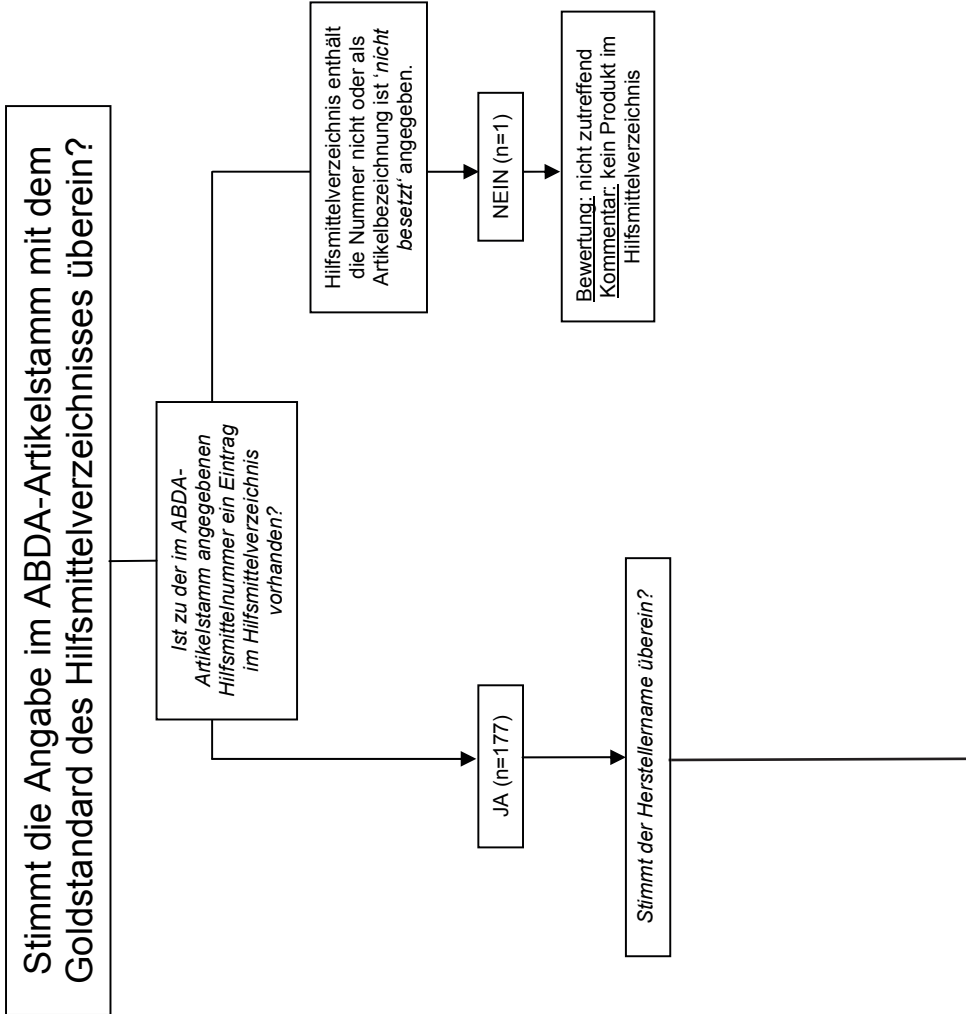 Stimmt die Angabe im ABDA-Artikelstamm mit dem
Goldstandard des Hilfsmittelverzeichnisses überein?
Ist zu der im ABDA-
Artikelstamm angegebenen
Hilfsmittelnummer ein Eintrag
im Hilfsmittelverzeichnis
vorhanden?
JA (n=177)
Stimmt der Herstellername überein?
Hilfsmittelverzeichnis enthält
die Nummer nicht oder als
Artikelbezeichnung ist ‘nicht
besetzt‘ angegeben.
NEIN (n=1)
Bewertung: nicht zutreffend
Kommentar: kein Produkt im
Hilfsmittelverzeichnis